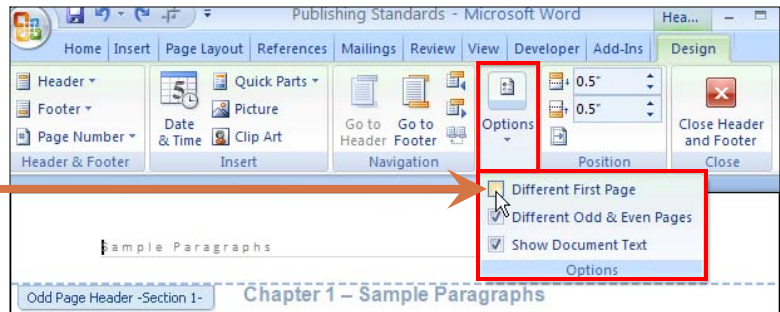 Publishing Standards - Microsoft Word Hea...
Home Insert Page Layout References Mailings Review View Developer Add-Ins Design
Header Quick Parts 0.5"
Footer Picture 0.5"
Page Number Date & Time Clip Art Go to Header Go to Footer Options Close Header and Footer
Header & Footer Insert Navigation Position Close
Different First Page
Different Odd & Even Pages
Sample Paragraphs Show Document Text
Options
Odd Page Header -Section 1- Chapter 1 – Sample Paragraphs